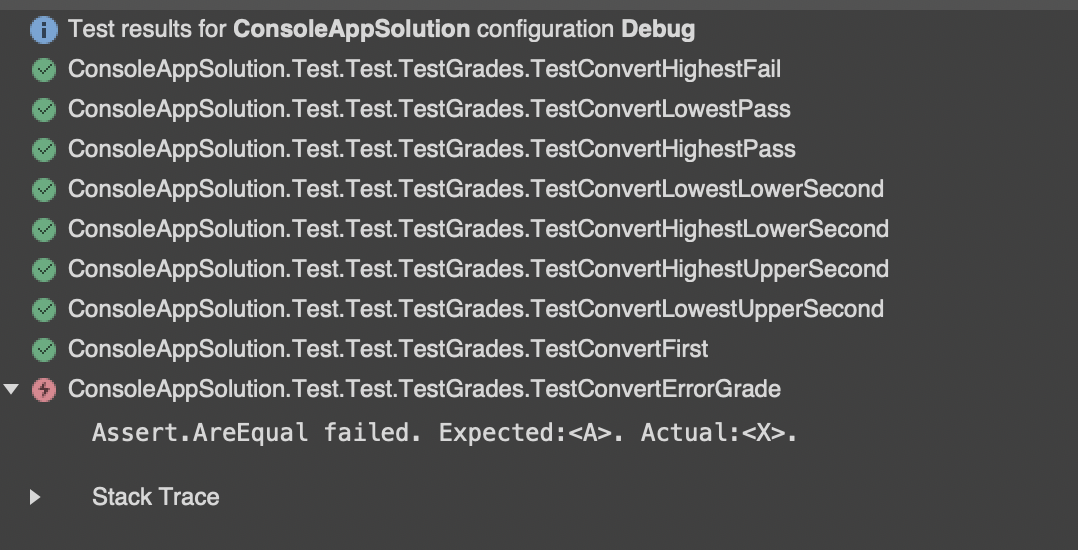 Test results for ConsoleAppSolution configuration Debug
ConsoleAppSolution.Test.Test.TestGrades.TestConvertHighestFail
ConsoleAppSolution.Test.Test.TestGrades.TestConvertLowestPass
ConsoleAppSolution.Test.Test.TestGrades.TestConvertHighestPass
ConsoleAppSolution.Test.Test.TestGrades.TestConvertLowestLowerSecond
ConsoleAppSolution.Test.Test.TestGrades.TestConvertHighestLowerSecond
ConsoleAppSolution.Test.Test.TestGrades.TestConvertHighestUpperSecond
ConsoleAppSolution.Test.Test.TestGrades.TestConvertLowestUpperSecond
ConsoleAppSolution.Test.Test.TestGrades.TestConvertFirst
ConsoleAppSolution.Test.Test.TestGrades.TestConvertErrorGrade
Assert.AreEqual failed. Expected:<A>. Actual:<X>.
Stack Trace